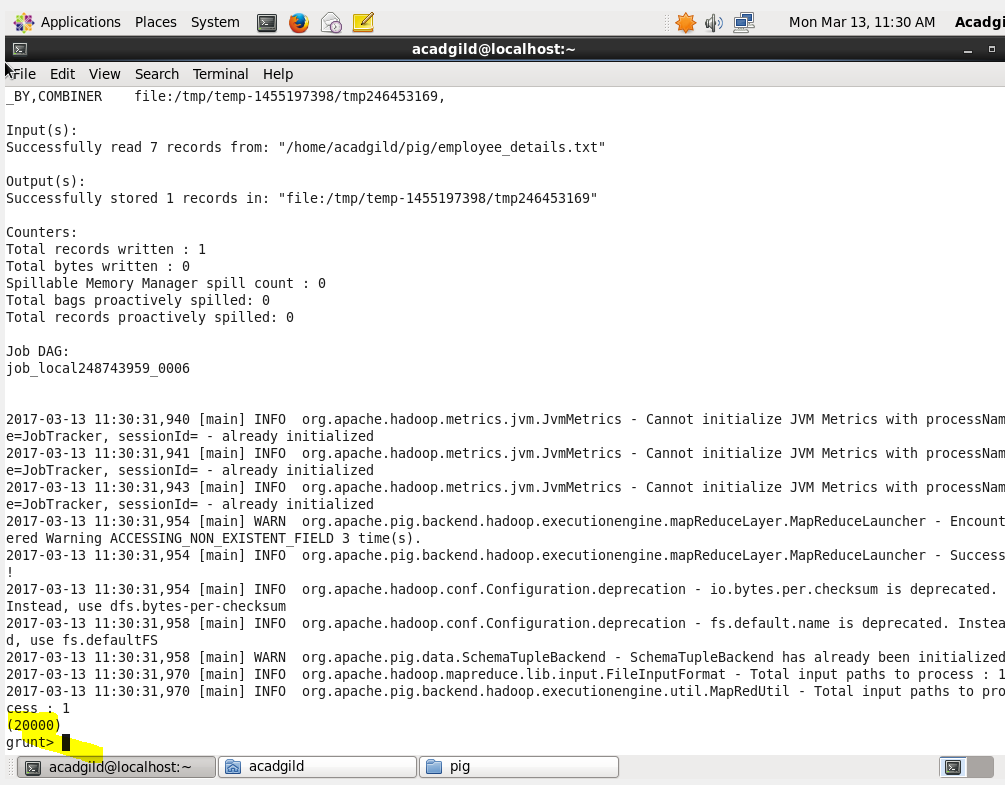 Applications Places System Mon Mar 13, 11:30 AM Acadgi
acadgild@localhost:~
File Edit View Search Terminal Help
_BY,COMBINER    file:/tmp/temp-1455197398/tmp246453169,
Input(s):
Successfully read 7 records from: "/home/acadgild/pig/employee_details.txt"
Output(s):
Successfully stored 1 records in: "file:/tmp/temp-1455197398/tmp246453169"
Counters:
Total records written : 1
Total bytes written : 0
Spillable Memory Manager spill count : 0
Total bags proactively spilled: 0
Total records proactively spilled: 0
Job DAG:
job_local248743959_0006
2017-03-13 11:30:31,940 [main] INFO  org.apache.hadoop.metrics.jvm.JvmMetrics - Cannot initialize JVM Metrics with processNam
e=JobTracker, sessionId= - already initialized
2017-03-13 11:30:31,941 [main] INFO  org.apache.hadoop.metrics.jvm.JvmMetrics - Cannot initialize JVM Metrics with processNam
e=JobTracker, sessionId= - already initialized
2017-03-13 11:30:31,943 [main] INFO  org.apache.hadoop.metrics.jvm.JvmMetrics - Cannot initialize JVM Metrics with processNam
e=JobTracker, sessionId= - already initialized
2017-03-13 11:30:31,954 [main] WARN  org.apache.pig.backend.hadoop.executionengine.mapReduceLayer.MapReduceLauncher - Encount
ered Warning ACCESSING_NON_EXISTENT_FIELD 3 time(s).
2017-03-13 11:30:31,954 [main] INFO  org.apache.pig.backend.hadoop.executionengine.mapReduceLayer.MapReduceLauncher - Success
!
2017-03-13 11:30:31,954 [main] INFO  org.apache.hadoop.conf.Configuration.deprecation - io.bytes.per.checksum is deprecated.
Instead, use dfs.bytes-per-checksum
2017-03-13 11:30:31,958 [main] INFO  org.apache.hadoop.conf.Configuration.deprecation - fs.default.name is deprecated. Instea
d, use fs.defaultFS
2017-03-13 11:30:31,958 [main] WARN  org.apache.pig.data.SchemaTupleBackend - SchemaTupleBackend has already been initialized
2017-03-13 11:30:31,970 [main] INFO  org.apache.hadoop.mapreduce.lib.input.FileInputFormat - Total input paths to process : 1
2017-03-13 11:30:31,970 [main] INFO  org.apache.pig.backend.hadoop.executionengine.util.MapRedUtil - Total input paths to pro
cess : 1
(20000)
grunt>
acadgild@localhost:~ acadgild pig